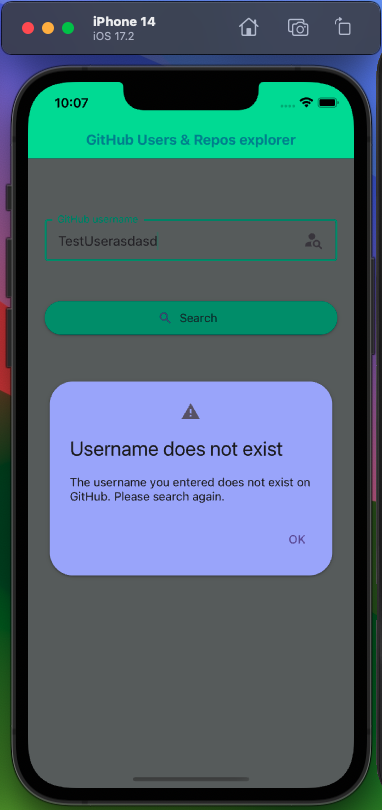 iPhone 14
iOS 17.2
10:07
GitHub Users & Repos explorer
TestUserasdasd
Search
Username does not exist
The username you entered does not exist on
GitHub. Please search again.
OK